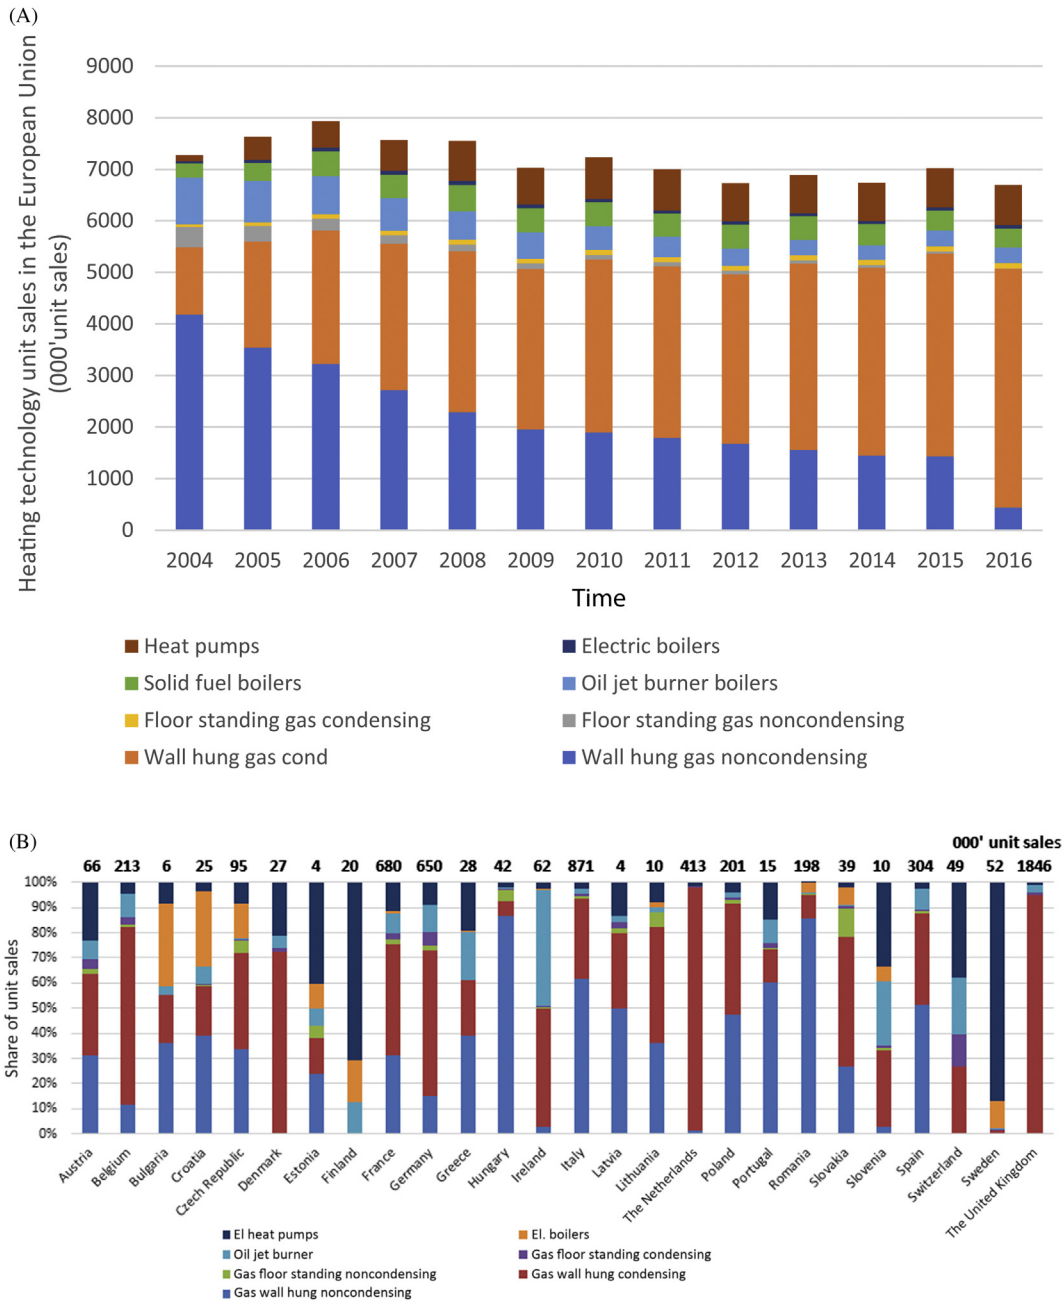 (A)
Heating technology unit sales in the European Union
(000'unit sales)
9000
8000
7000
6000
5000
4000
3000
2000
1000
0
2004 2005 2006 2007 2008 2009 2010 2011 2012 2013 2014 2015 2016
Time
Heat pumps Electric boilers
Solid fuel boilers Oil jet burner boilers
Floor standing gas condensing Floor standing gas noncondensing
Wall hung gas cond Wall hung gas noncondensing
(B)
000' unit sales
66 213 6 25 95 27 4 20 680 650 28 42 62 871 4 10 413 201 15 198 39 10 304 49 52 1846
Share of unit sales
100%
90%
80%
70%
60%
50%
40%
30%
20%
10%
0%
Austria Belgium Bulgaria Croatia Czech Republic Denmark Estonia Finland France Germany Greece Hungary Ireland Italy Latvia Lithuania The Netherlands Poland Portugal Romania Slovakia Slovenia Spain Switzerland Sweden The United Kingdom
El heat pumps El. boilers
Oil jet burner Gas floor standing condensing
Gas floor standing noncondensing Gas wall hung condensing
Gas wall hung noncondensing